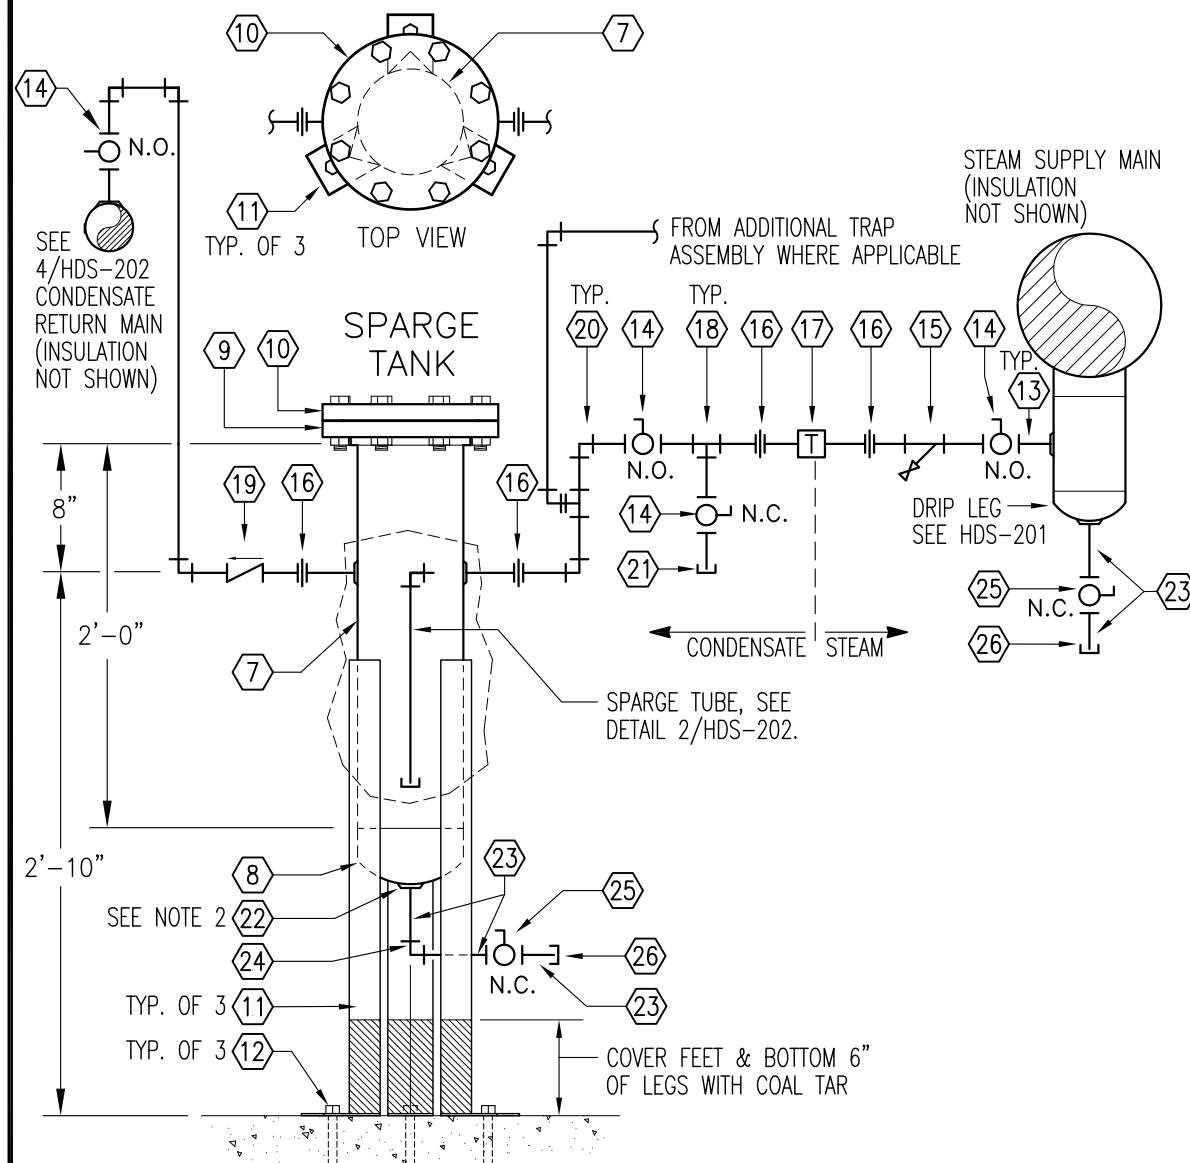 10
7
14
N.O.
11
TYP. OF 3
TOP VIEW
SEE
4/HDS-202
CONDENSATE
RETURN MAIN
(INSULATION
NOT SHOWN)
STEAM SUPPLY MAIN
(INSULATION
NOT SHOWN)
FROM ADDITIONAL TRAP
ASSEMBLY WHERE APPLICABLE
SPARGE
TANK
9
10
TYP.
20
14
TYP.
18
16
17
16
15
14
TYP.
13
T
N.O.
N.O.
8"
19
16
16
14
N.C.
21
DRIP LEG
SEE HDS-201
25
N.C.
23
26
2'-0"
CONDENSATE
STEAM
7
SPARGE TUBE, SEE
DETAIL 2/HDS-202.
2'-10"
8
23
25
SEE NOTE 2
22
24
26
N.C.
23
TYP. OF 3
11
TYP. OF 3
12
COVER FEET & BOTTOM 6"
OF LEGS WITH COAL TAR